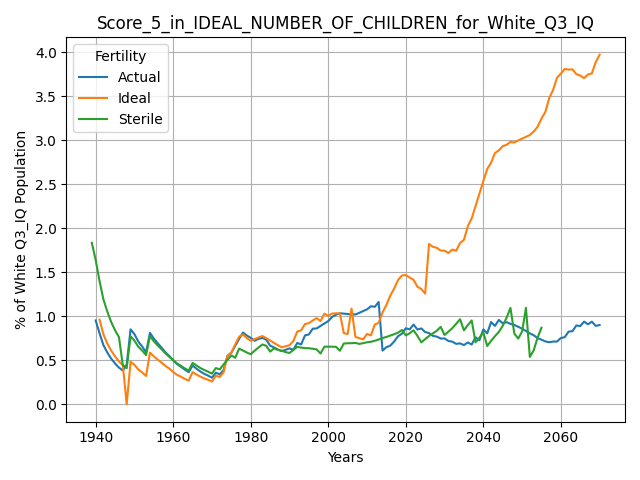 Score_5_in_IDEAL_NUMBER_OF_CHILDREN_for_White_Q3_IQ
Fertility
Actual
Ideal
Sterile
% of White Q3_IQ Population
4.0
3.5
3.0
2.5
2.0
1.5
1.0
0.5
0.0
1940
1960
1980
2000
2020
2040
2060
Years